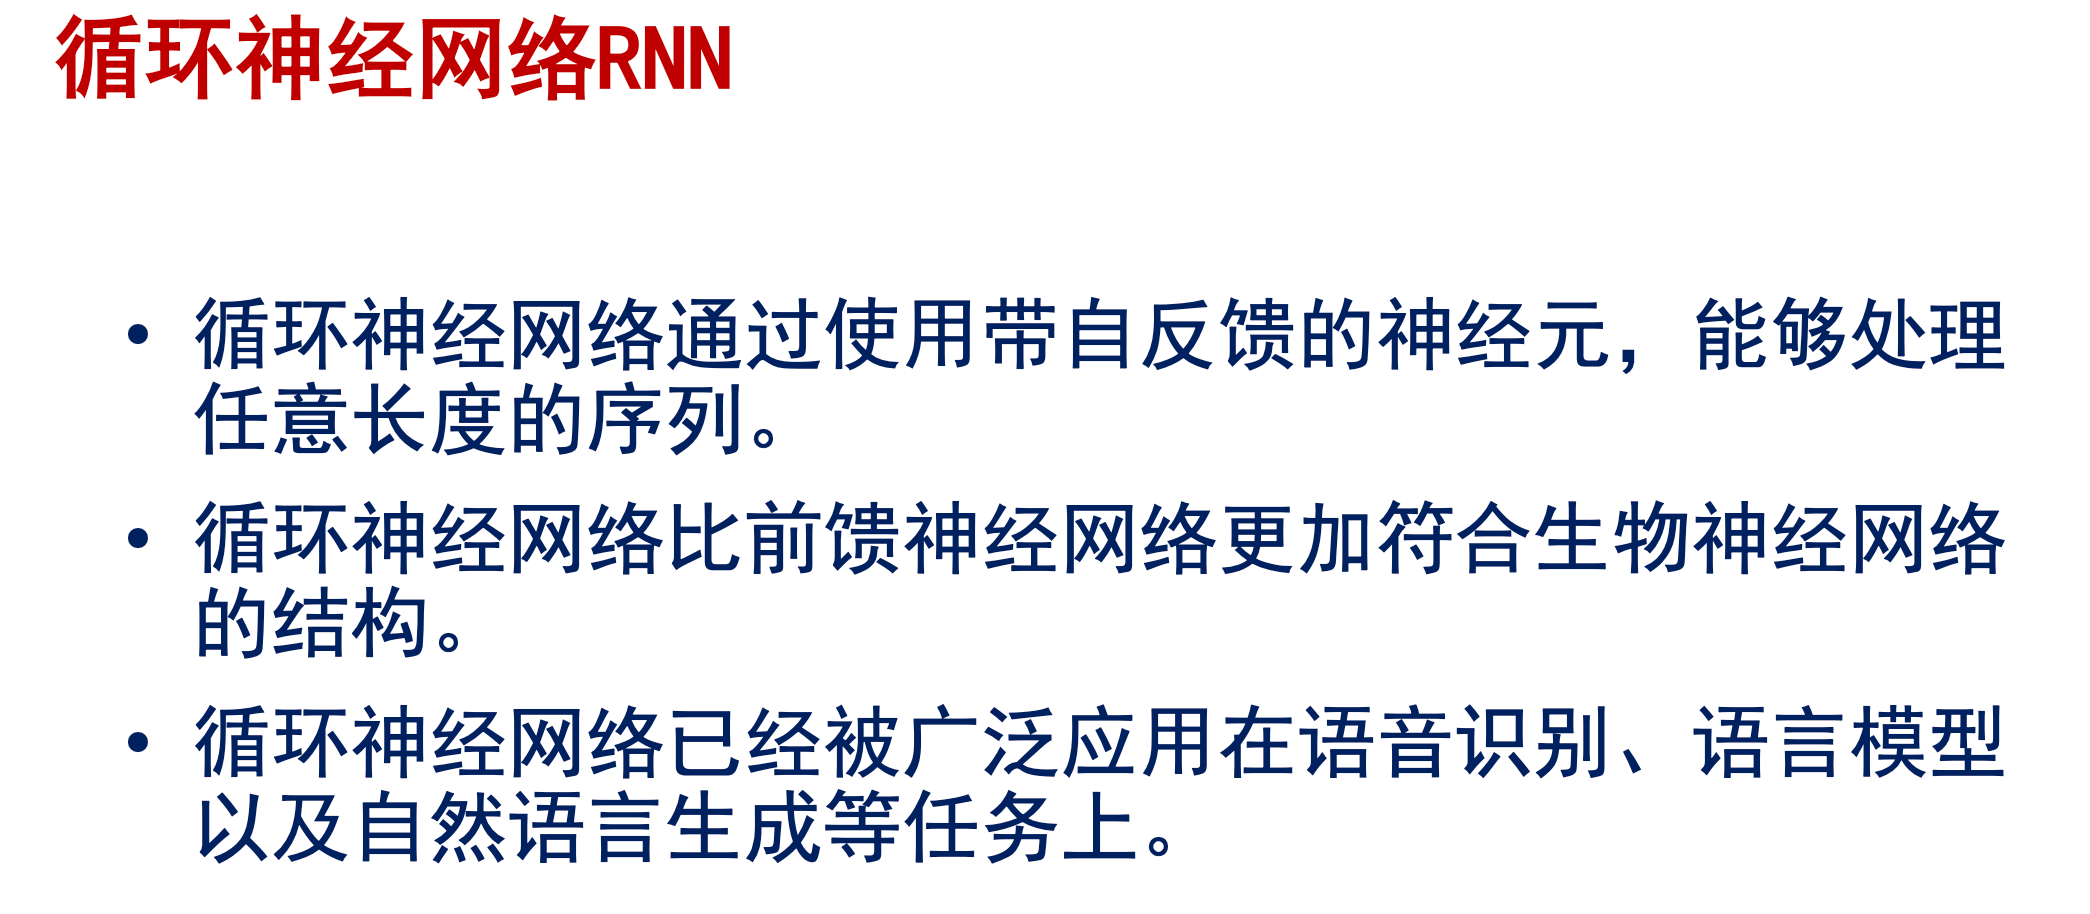 循环神经网络RNN
• 循环神经网络通过使用带自反馈的神经元，能够处理
任意长度的序列。
• 循环神经网络比前馈神经网络更加符合生物神经网络
的结构。
• 循环神经网络已经被广泛应用在语音识别、语言模型
以及自然语言生成等任务上。